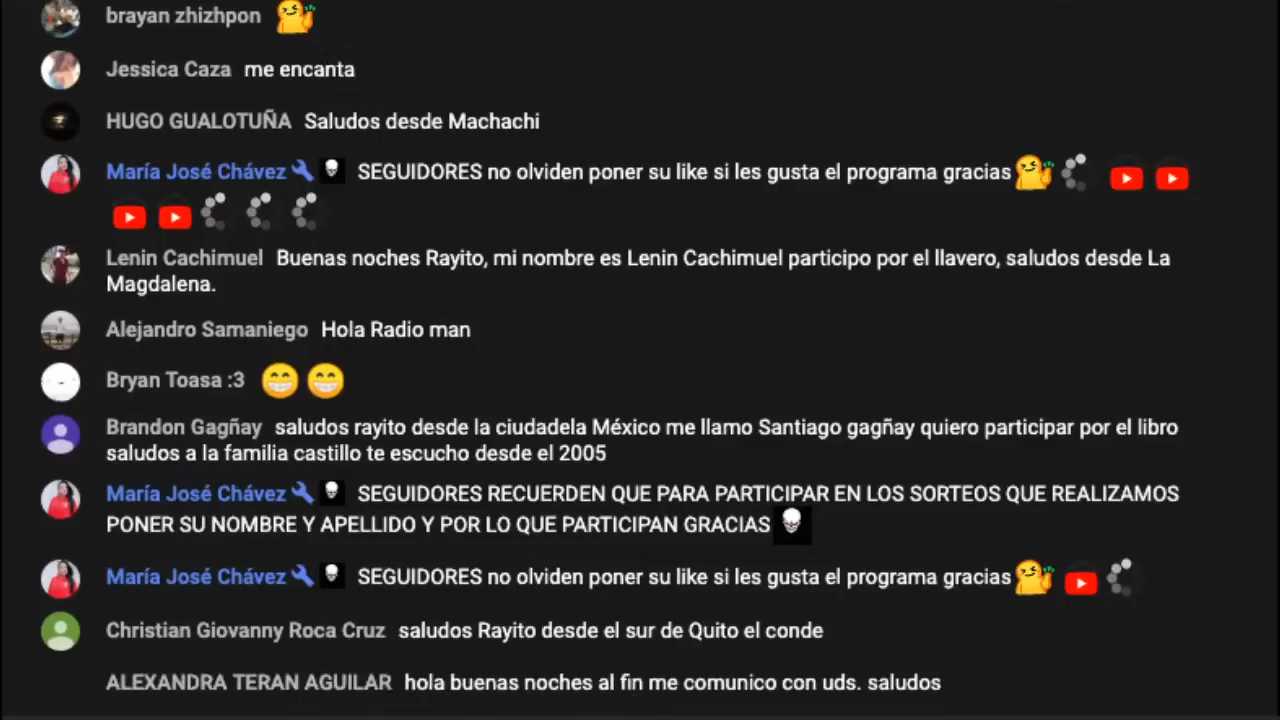 brayan zhizhpon
Jessica Caza me encanta
HUGO GUALOTUÑA Saludos desde Machachi
María José Chávez SEGUIDORES no olviden poner su like si les gusta el programa gracias
Lenin Cachimuel Buenas noches Rayito, mi nombre es Lenin Cachimuel participo por el llavero, saludos desde La
Magdalena.
Alejandro Samaniego Hola Radio man
Bryan Toasa :3 😁😁
Brandon Gagñay saludos rayito desde la ciudadela México me llamo Santiago gagñay quiero participar por el libro
saludos a la familia castillo te escucho desde el 2005
María José Chávez SEGUIDORES RECUERDEN QUE PARA PARTICIPAR EN LOS SORTEOS QUE REALIZAMOS
PONER SU NOMBRE Y APELLIDO Y POR LO QUE PARTICIPAN GRACIAS
María José Chávez SEGUIDORES no olviden poner su like si les gusta el programa gracias
Christian Giovanny Roca Cruz saludos Rayito desde el sur de Quito el conde
ALEXANDRA TERAN AGUILAR hola buenas noches al fin me comunico con uds. saludos